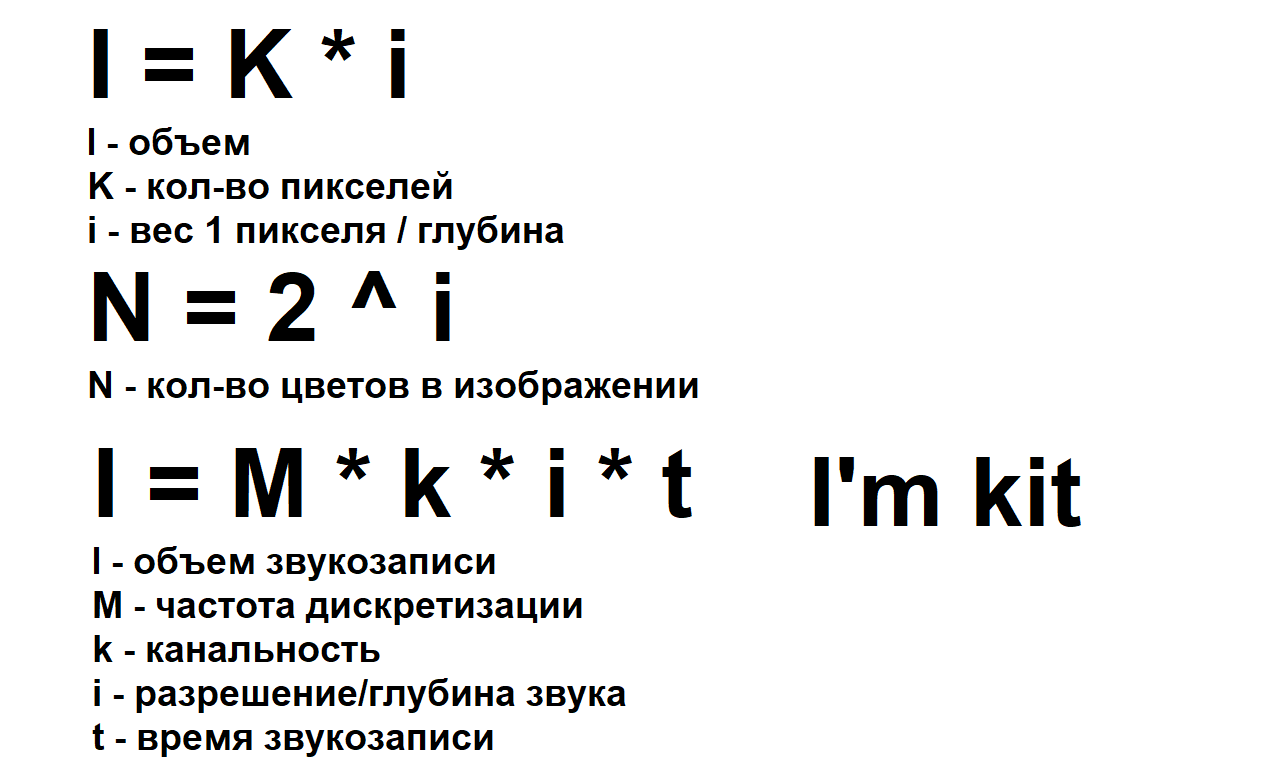 I = K * i
I - объем
K - кол-во пикселей
i - вес 1 пикселя / глубина
N = 2 ^ i
N - кол-во цветов в изображении
I = M * k * i * t
I'm kit
I - объем звукозаписи
M - частота дискретизации
k - канальность
i - разрешение/глубина звука
t - время звукозаписи